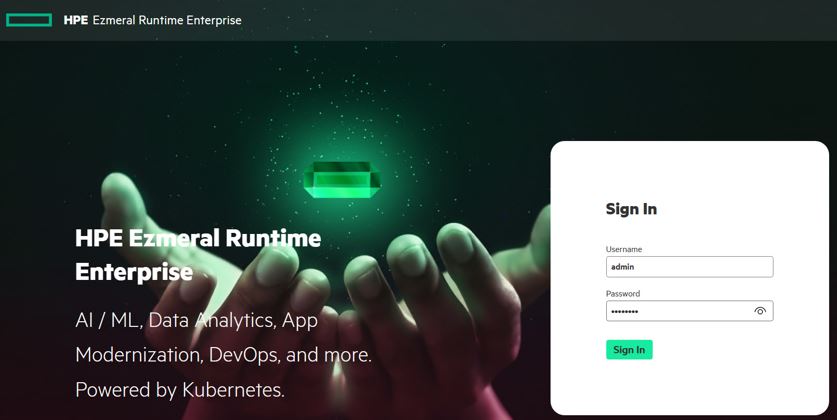 HPE Ezmeral Runtime Enterprise
HPE Ezmeral Runtime
Enterprise
AI / ML, Data Analytics, App
Modernization, DevOps, and more.
Powered by Kubernetes.
Sign In
Username
admin
Password
••••••••
Sign In